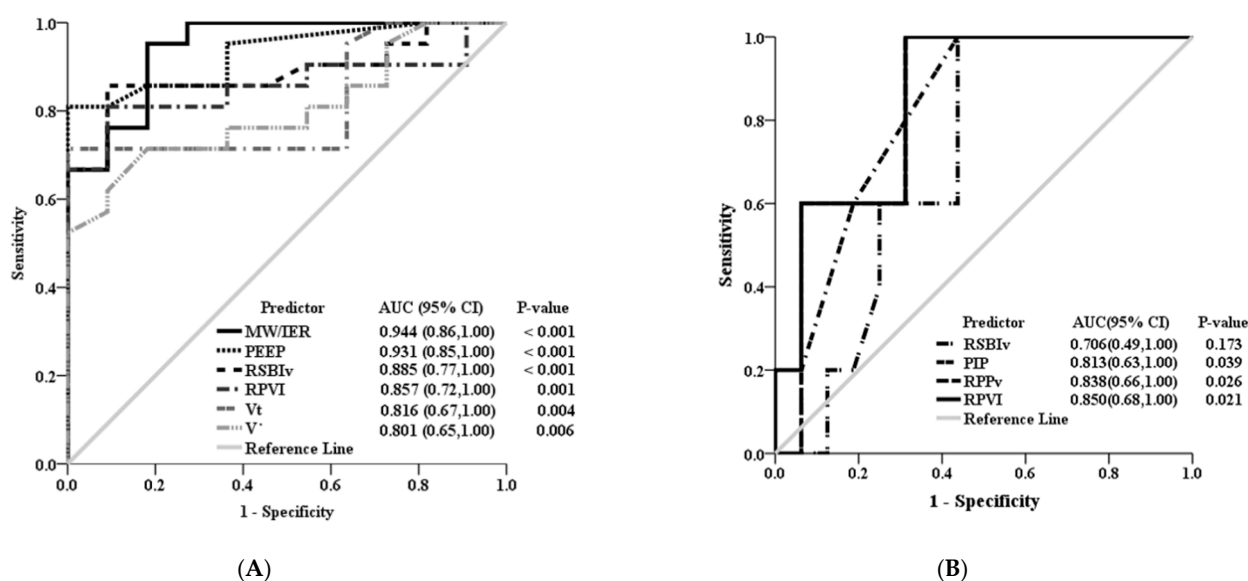 1.0
0.8
0.6
0.4
0.2
0.0
Sensitivity
Predictor AUC (95% CI) P-value
MW/IER 0.944 (0.86,1.00) < 0.001
PEEP 0.931 (0.85,1.00) < 0.001
RSBIv 0.885 (0.77,1.00) < 0.001
RPVI 0.857 (0.72,1.00) 0.001
Vt 0.816 (0.67,1.00) 0.004
V˙ 0.801 (0.65,1.00) 0.006
Reference Line
0.0 0.2 0.4 0.6 0.8 1.0
1 - Specificity
(A)
1.0
0.8
0.6
0.4
0.2
0.0
Sensitivity
Predictor AUC(95% CI) P-value
RSBIv 0.706(0.49,1.00) 0.173
PIP 0.813(0.63,1.00) 0.039
RPPv 0.838(0.66,1.00) 0.026
RPVI 0.850(0.68,1.00) 0.021
Reference Line
0.0 0.2 0.4 0.6 0.8 1.0
1 - Specificity
(B)